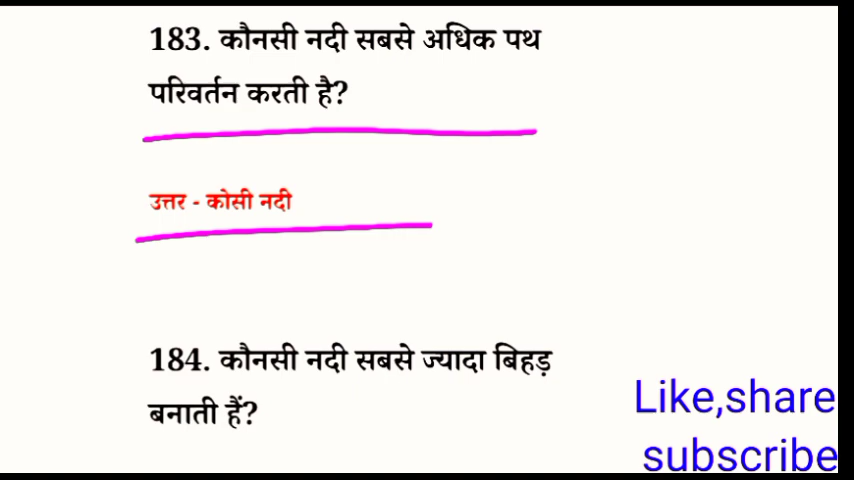 183. कौनसी नदी सबसे अधिक पथ
परिवर्तन करती है?
उत्तर - कोसी नदी
184. कौनसी नदी सबसे ज्यादा बिहड़
बनाती हैं?
Like,share
subscribe